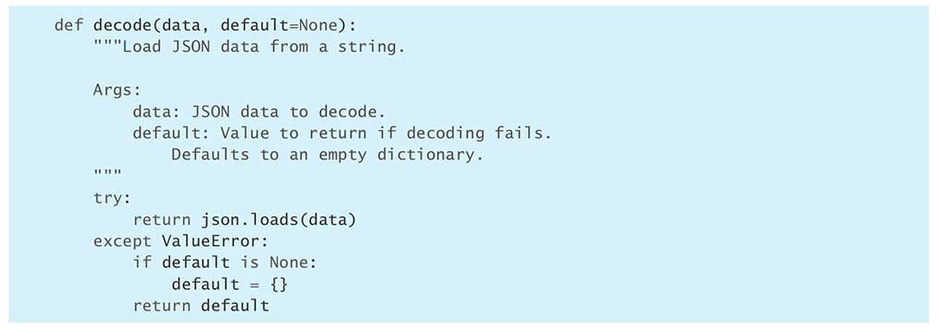 def decode(data, default=None):
    """Load JSON data from a string.

    Args:
        data: JSON data to decode.
        default: Value to return if decoding fails.
            Defaults to an empty dictionary.
    """
    try:
        return json.loads(data)
    except ValueError:
        if default is None:
            default = {}
        return default